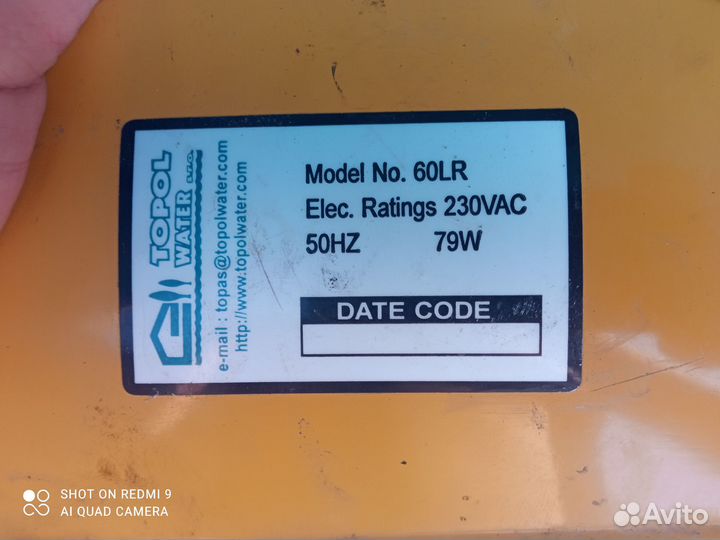 TOPOL
WATER s.r.o.
e-mail : topas@topolwater.com
http://www.topolwater.com
Model No. 60LR
Elec. Ratings 230VAC
50HZ 79W
DATE CODE
SHOT ON REDMI 9
AI QUAD CAMERA
Avito